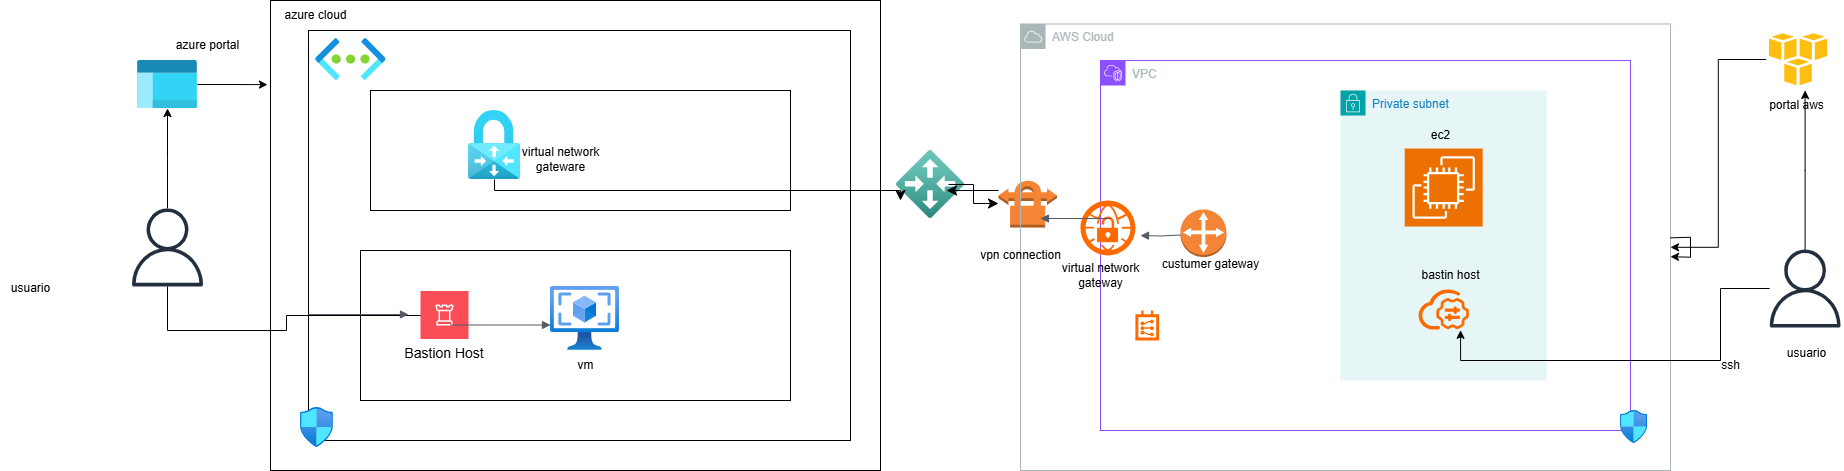 azure cloud
azure portal
AWS Cloud
VPC
Private subnet
portal aws
ec2
virtual network
gateware
vpn connection
virtual network
gateway
custumer gateway
bastin host
usuario
Bastion Host
vm
usuario
ssh